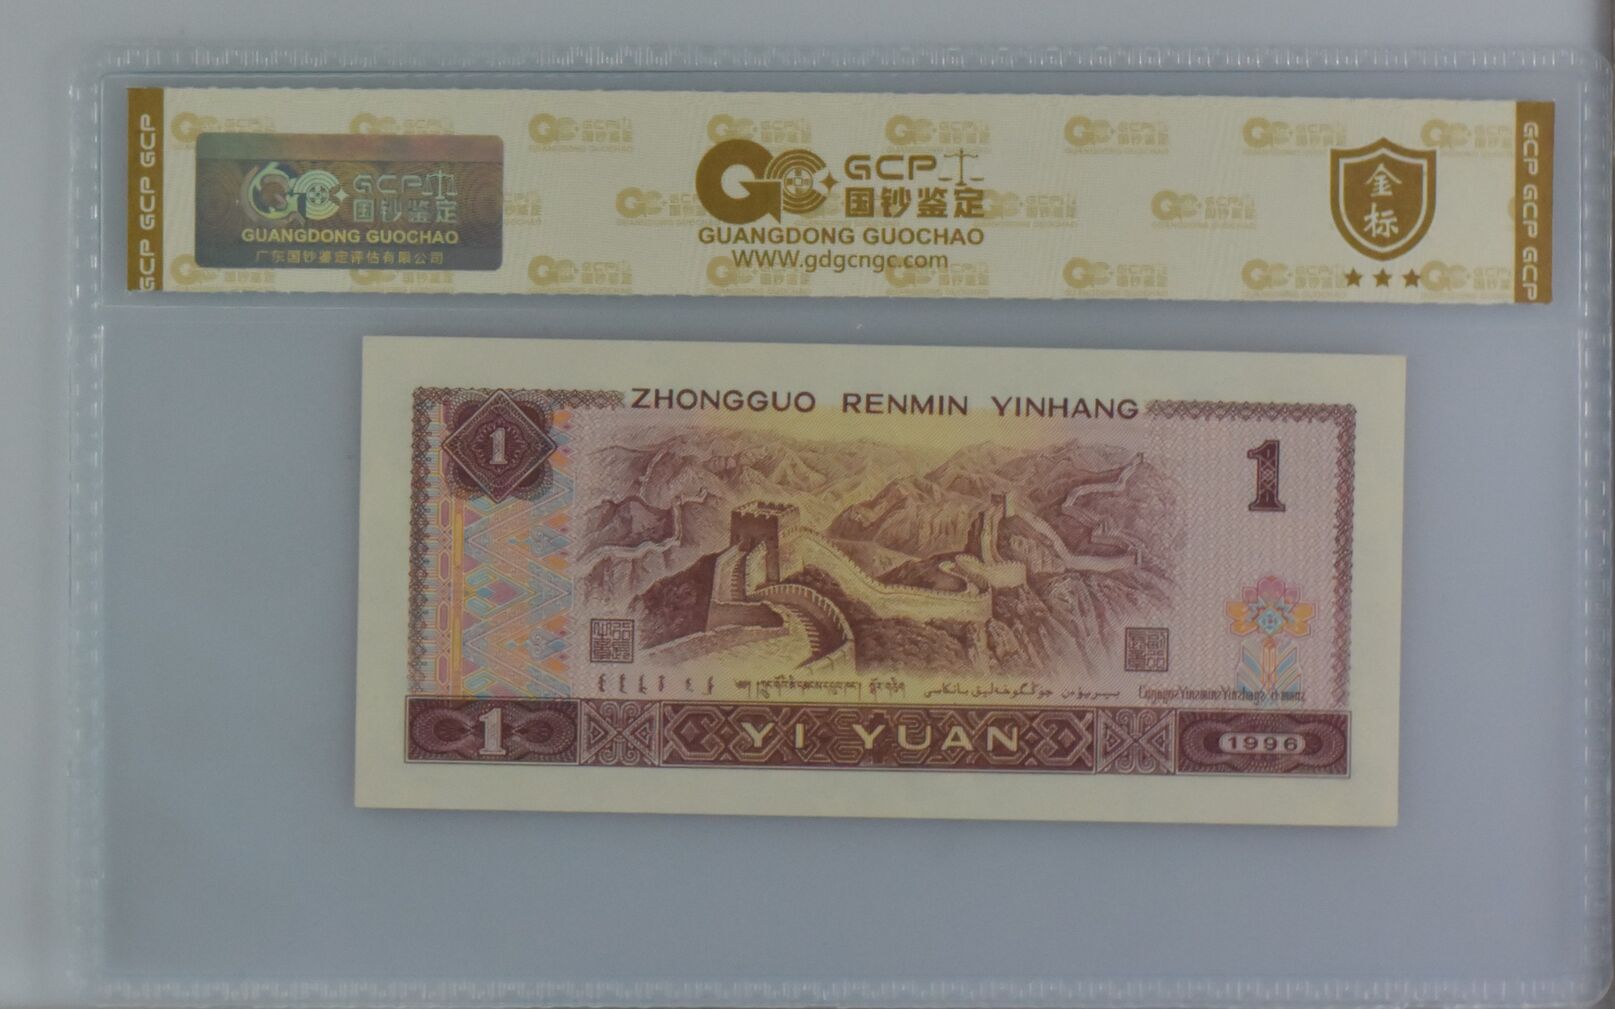 GCP 国钞鉴定
GUANGDONG GUOCHAO
广东国钞鉴定评估有限公司
GCP 国钞鉴定
GUANGDONG GUOCHAO
WWW.gdgcngc.com
金标
GCP GCP GCP
GCP GCP GCP
ZHONGGUO RENMIN YINHANG
1
1
1 YI YUAN 1996